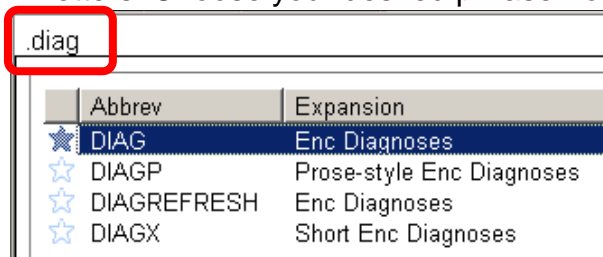 .diag
Abbrev Expansion
DIAG Enc Diagnoses
DIAGP Prose-style Enc Diagnoses
DIAGREFRESH Enc Diagnoses
DIAGX Short Enc Diagnoses